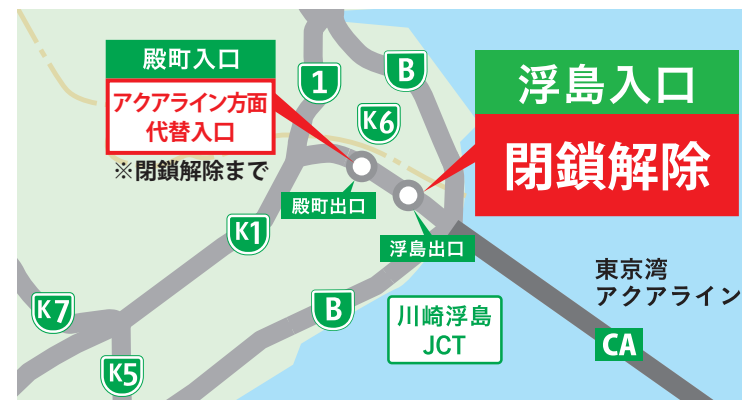 殿町入口
アクアライン方面
代替入口
※閉鎖解除まで
1
B
K6
浮島入口
閉鎖解除
殿町出口
浮島出口
K1
K7
B
K5
川崎浮島
JCT
東京湾
アクアライン
CA